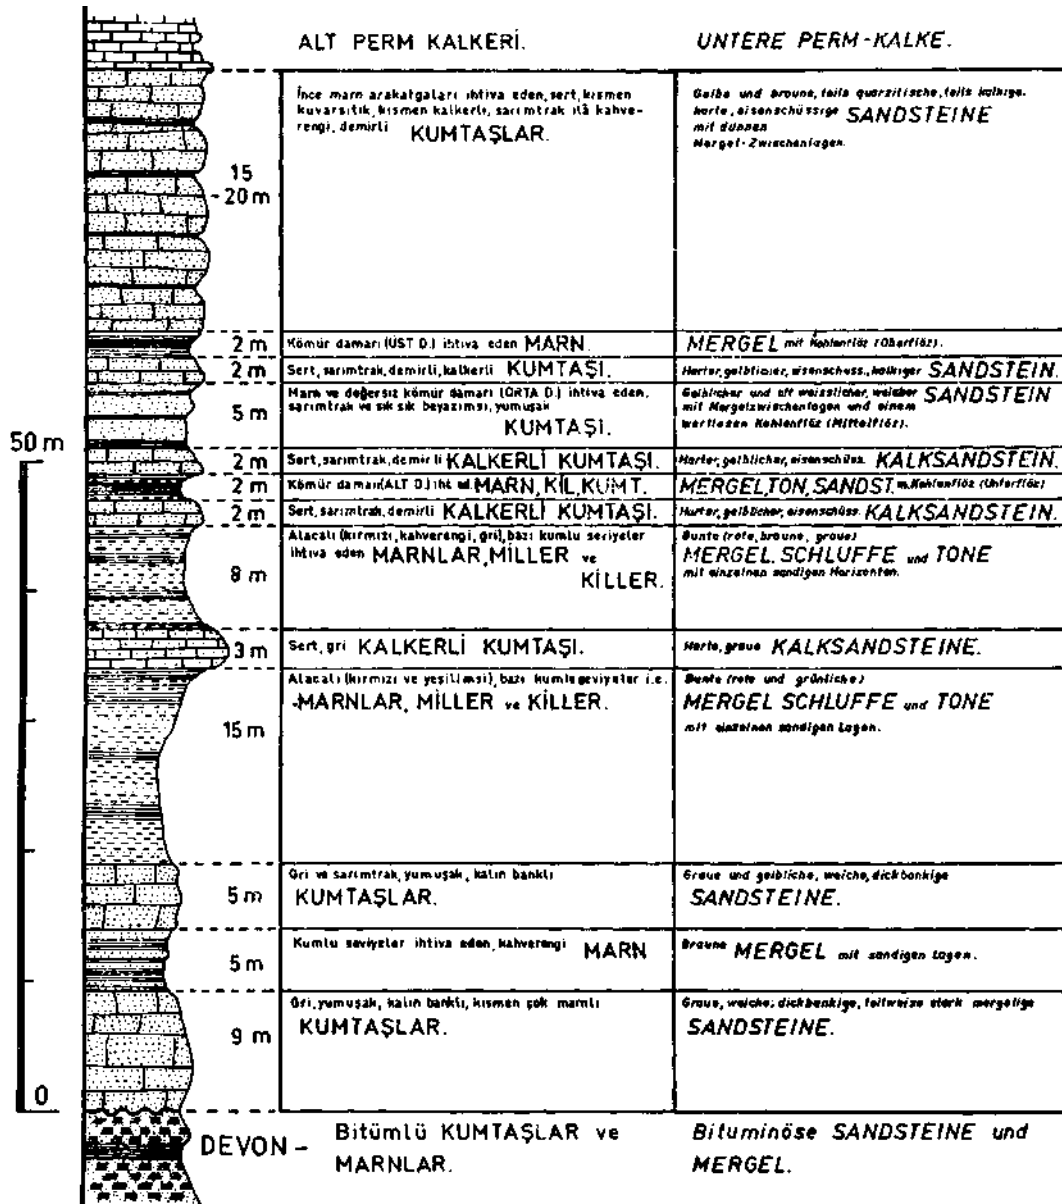 ALT PERM KALKERİ.
UNTERE PERM-KALKE.
15
-20 m
İnce marn arakatgaları ihtiva eden, sert, kısmen
kuvarsitik, kısmen kalkerli, sarımtrak ilâ kahve-
rengi, demirli KUMTAŞLAR.
Gelbe und braune, teils quarzitische, teils kalkige,
harte, eisenschüssige SANDSTEINE
mit dünnen
Mergel-Zwischenlagen.
2 m
Kömür damarı (ÜST D.) ihtiva eden MARN.
MERGEL mit Kohlenflöz (Oberflöz).
2 m
Sert, sarımtrak, demirli, kalkerli KUMTAŞI.
Harter, gelblicher, eisenschüss., kalkiger SANDSTEIN.
5 m
Marn ve değersiz kömür damarı (ORTA D.) ihtiva eden,
sarımtrak ve sık sık beyazımsı, yumuşak
KUMTAŞI.
Gelblicher und oft weisslicher, weicher SANDSTEIN
mit Mergelzwischenlagen und einem
wertlosen Kohlenflöz (Mittelflöz).
50 m
2 m
Sert, sarımtrak, demirli KALKERLİ KUMTAŞI.
Harter, gelblicher, eisenschüss. KALKSANDSTEIN.
2 m
Kömür damarı (ALT D.) iht. ed. MARN, KİL, KUMT.
MERGEL, TON, SANDST. m. Kohlenflöz (Unterflöz)
2 m
Sert, sarımtrak, demirli KALKERLİ KUMTAŞI.
Harter, gelblicher, eisenschüss. KALKSANDSTEIN.
8 m
Alacalı (kırmızı, kahverengi, gri), bazı kumlu seviyeler
ihtiva eden MARNLAR, MİLLER ve
KİLLER.
Bunte (rote, braune, graue)
MERGEL, SCHLUFFE und TONE
mit einzelnen sandigen Horizonten.
3 m
Sert, gri KALKERLİ KUMTAŞI.
Harte, graue KALKSANDSTEINE.
15 m
Alacalı (kırmızı ve yeşilimsi), bazı kumlu seviyeler i.e.
-MARNLAR, MİLLER ve KİLLER.
Bunte (rote und grünliche)
MERGEL SCHLUFFE und TONE
mit einzelnen sandigen Lagen.
5 m
Gri ve sarımtrak, yumuşak, kalın banklı
KUMTAŞLAR.
Graue und gelbliche, weiche, dickbankige
SANDSTEINE.
5 m
Kumlu seviyeler ihtiva eden, kahverengi MARN
Braune MERGEL mit sandigen Lagen.
9 m
Gri, yumuşak, kalın banklı, kısmen çok marnlı
KUMTAŞLAR.
Graue, weiche, dickbankige, teilweise stark mergelige
SANDSTEINE.
0
DEVON -
Bitümlü KUMTAŞLAR ve
MARNLAR.
Bituminöse SANDSTEINE und
MERGEL.